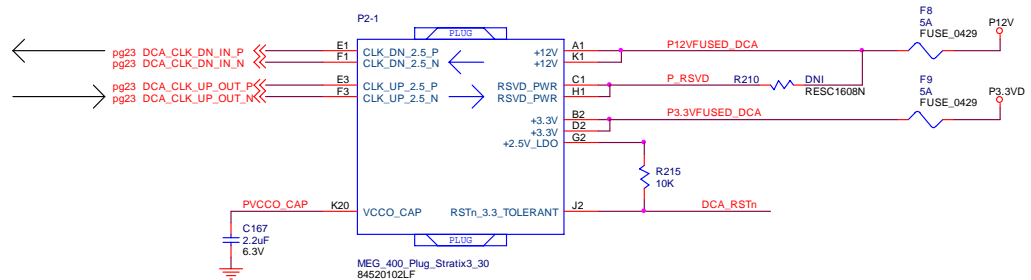 P2-1
F8
5A
FUSE_0429
P12V
PLUG
pg23 DCA_CLK_DN_IN_P
E1
CLK_DN_2.5_P
+12V
A1
P12VFUSED_DCA
pg23 DCA_CLK_DN_IN_N
F1
CLK_DN_2.5_N
+12V
K1
pg23 DCA_CLK_UP_OUT_P
E3
CLK_UP_2.5_P
RSVD_PWR
C1
P_RSVD
R210
DNI
RESC1608N
pg23 DCA_CLK_UP_OUT_N
F3
CLK_UP_2.5_N
RSVD_PWR
H1
F9
5A
FUSE_0429
P3.3VD
+3.3V
B2
P3.3VFUSED_DCA
+3.3V
D2
+2.5V_LDO
G2
R215
10K
PVCCO_CAP
K20
VCCO_CAP
RSTn_3.3_TOLERANT
J2
DCA_RSTn
C167
2.2uF
6.3V
PLUG
MEG_400_Plug_Stratix3_30
84520102LF